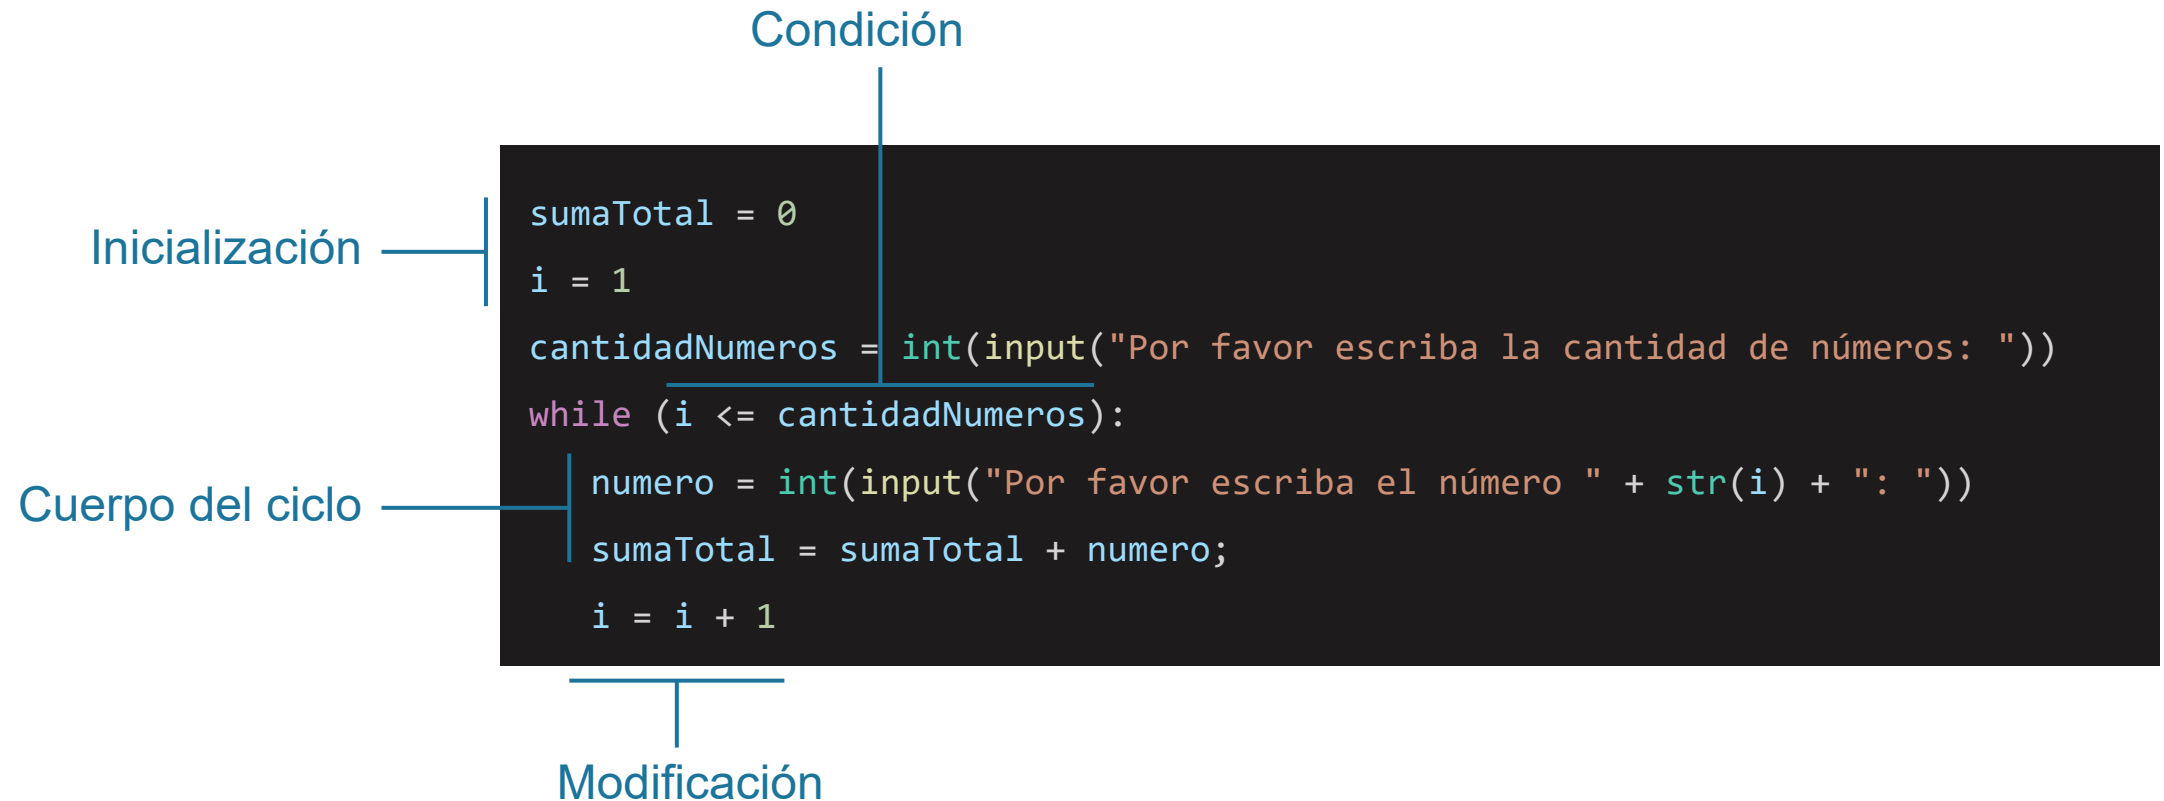 Condición
Inicialización
sumaTotal = 0
i = 1
cantidadNumeros = int(input("Por favor escriba la cantidad de números: "))
while (i <= cantidadNumeros):
Cuerpo del ciclo
numero = int(input("Por favor escriba el número " + str(i) + ": "))
sumaTotal = sumaTotal + numero;
i = i + 1
Modificación